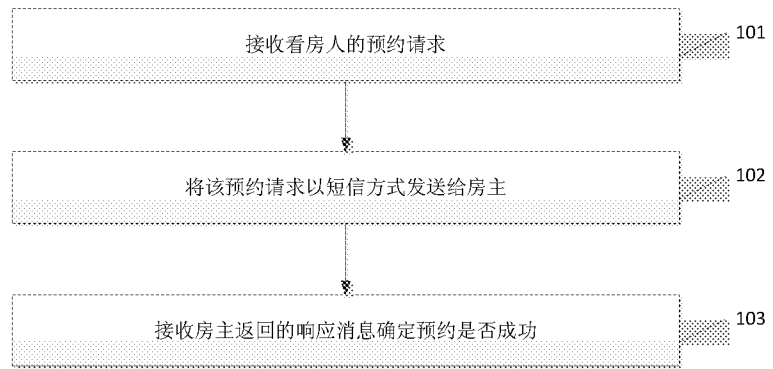 接收看房人的预约请求
101
将该预约请求以短信方式发送给房主
102
接收房主返回的响应消息确定预约是否成功
103